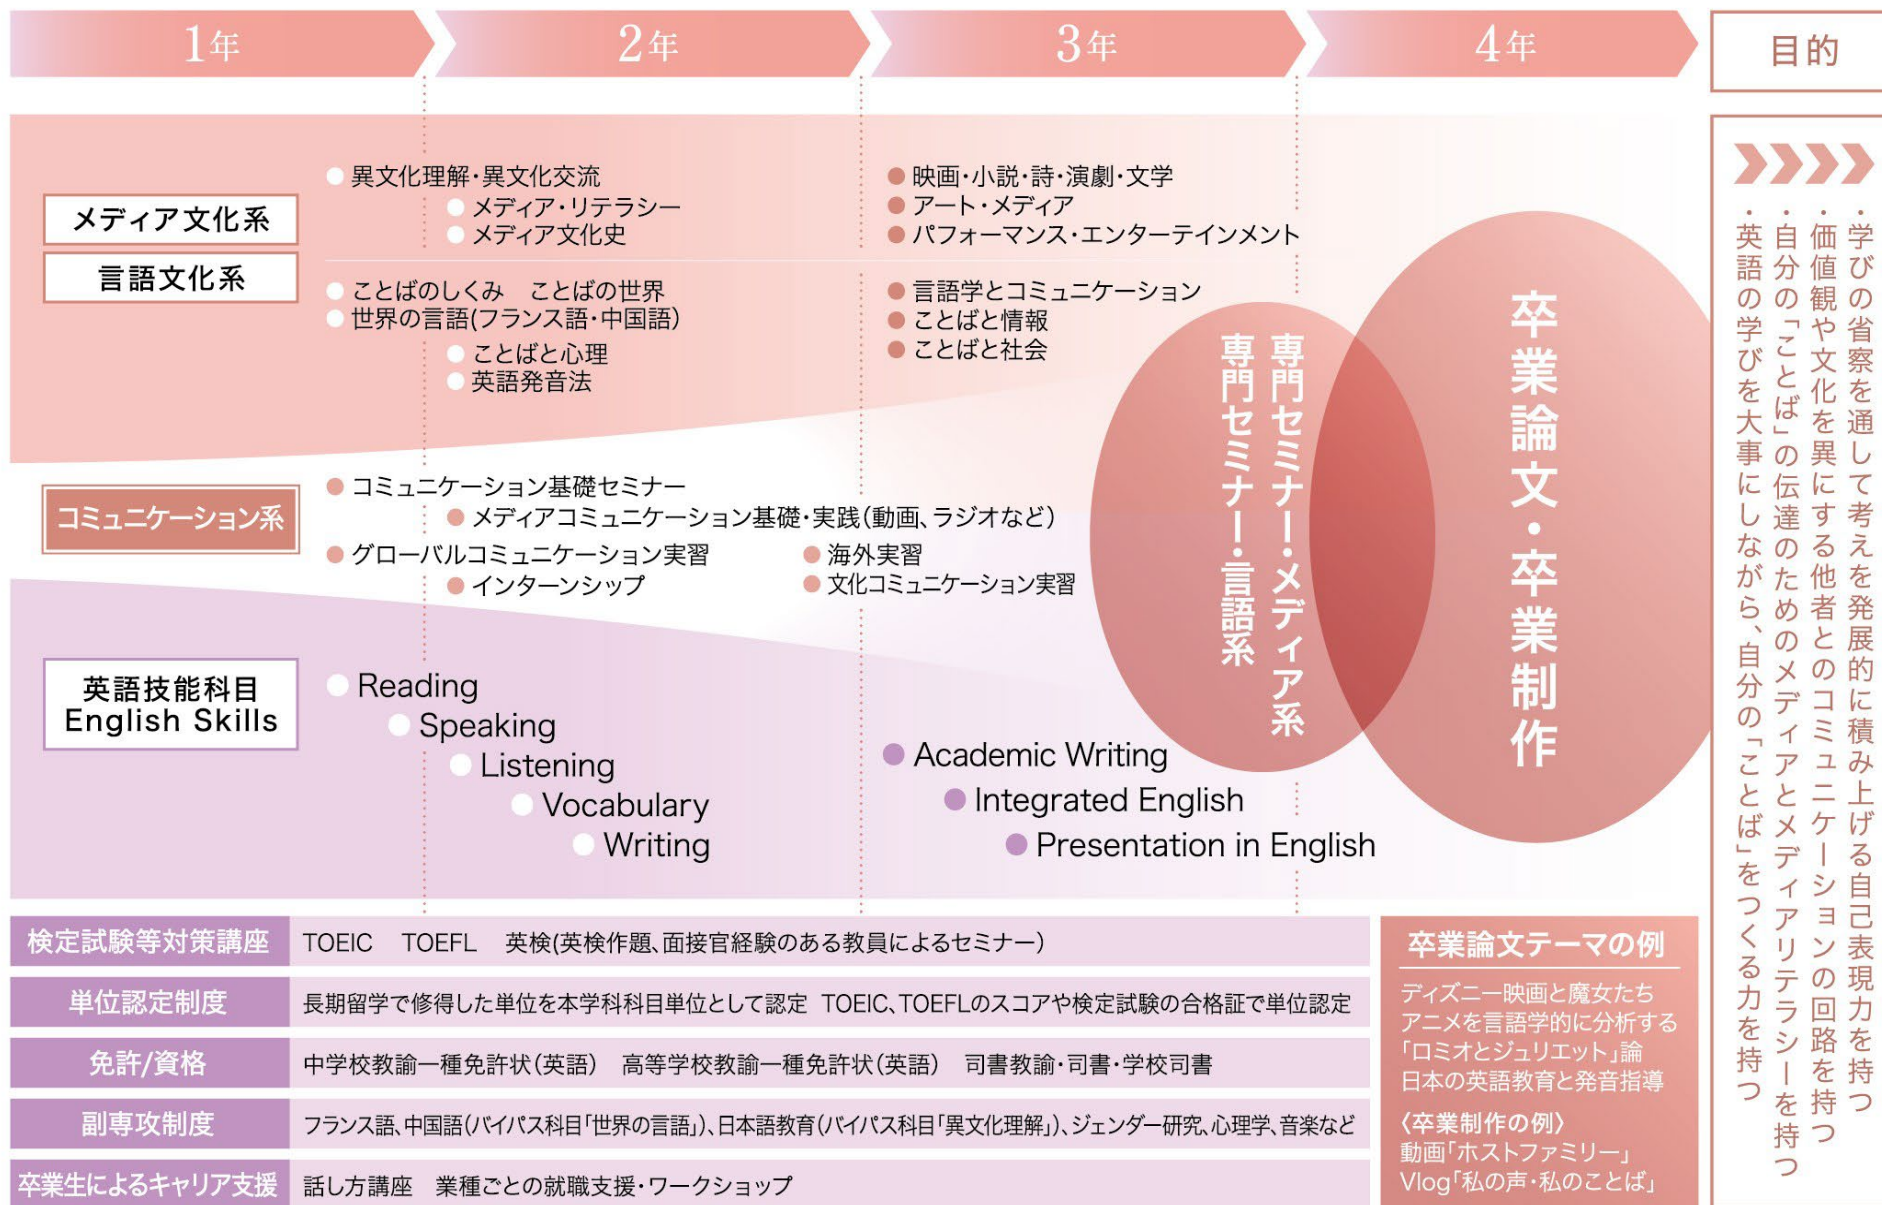 1年
2年
3年
4年
目的
メディア文化系
言語文化系
異文化理解・異文化交流
メディア・リテラシー
メディア文化史
映画・小説・詩・演劇・文学
アート・メディア
パフォーマンス・エンターテインメント
ことばのしくみ　ことばの世界
世界の言語(フランス語・中国語)
ことばと心理
英語発音法
言語学とコミュニケーション
ことばと情報
ことばと社会
コミュニケーション系
コミュニケーション基礎セミナー
メディアコミュニケーション基礎・実践(動画、ラジオなど)
グローバルコミュニケーション実習
海外実習
インターンシップ
文化コミュニケーション実習
英語技能科目
English Skills
Reading
Speaking
Listening
Vocabulary
Writing
Academic Writing
Integrated English
Presentation in English
専門セミナー・メディア系
専門セミナー・言語系
卒業論文・卒業制作
・学びの省察を通して考えを発展的に積み上げる自己表現力を持つ
・価値観や文化を異にする他者とのコミュニケーションの回路を持つ
・自分の「ことば」の伝達のためのメディアとメディアリテラシーを持つ
・英語の学びを大事にしながら、自分の「ことば」をつくる力を持つ
検定試験等対策講座
TOEIC　TOEFL　英検(英検作題、面接官経験のある教員によるセミナー)
単位認定制度
長期留学で修得した単位を本学科科目単位として認定　TOEIC、TOEFLのスコアや検定試験の合格証で単位認定
免許/資格
中学校教諭一種免許状(英語)　高等学校教諭一種免許状(英語)　司書教諭・司書・学校司書
副専攻制度
フランス語、中国語(バイパス科目「世界の言語」)、日本語教育(バイパス科目「異文化理解」)、ジェンダー研究、心理学、音楽など
卒業生によるキャリア支援
話し方講座　業種ごとの就職支援・ワークショップ
卒業論文テーマの例
ディズニー映画と魔女たち
アニメを言語学的に分析する
「ロミオとジュリエット」論
日本の英語教育と発音指導
〈卒業制作の例〉
動画「ホストファミリー」
Vlog「私の声・私のことば」